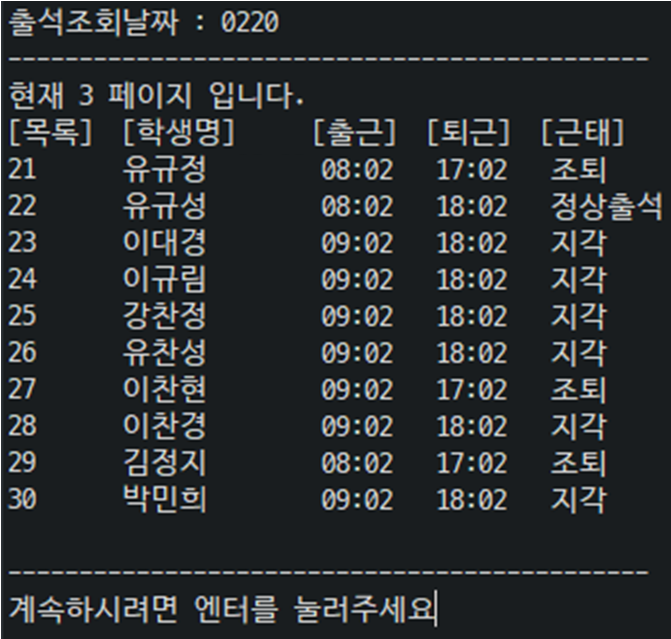 출석조회날짜 : 0220
---------------------------------------------
현재 3 페이지 입니다.
[목록] [학생명] [출근] [퇴근] [근태]
21 유규정 08:02 17:02 조퇴
22 유규성 08:02 18:02 정상출석
23 이대경 09:02 18:02 지각
24 이규림 09:02 18:02 지각
25 강찬정 09:02 18:02 지각
26 유찬성 09:02 18:02 지각
27 이찬현 09:02 17:02 조퇴
28 이찬경 09:02 18:02 지각
29 김정지 08:02 17:02 조퇴
30 박민희 09:02 18:02 지각
---------------------------------------------
계속하시려면 엔터를 눌러주세요